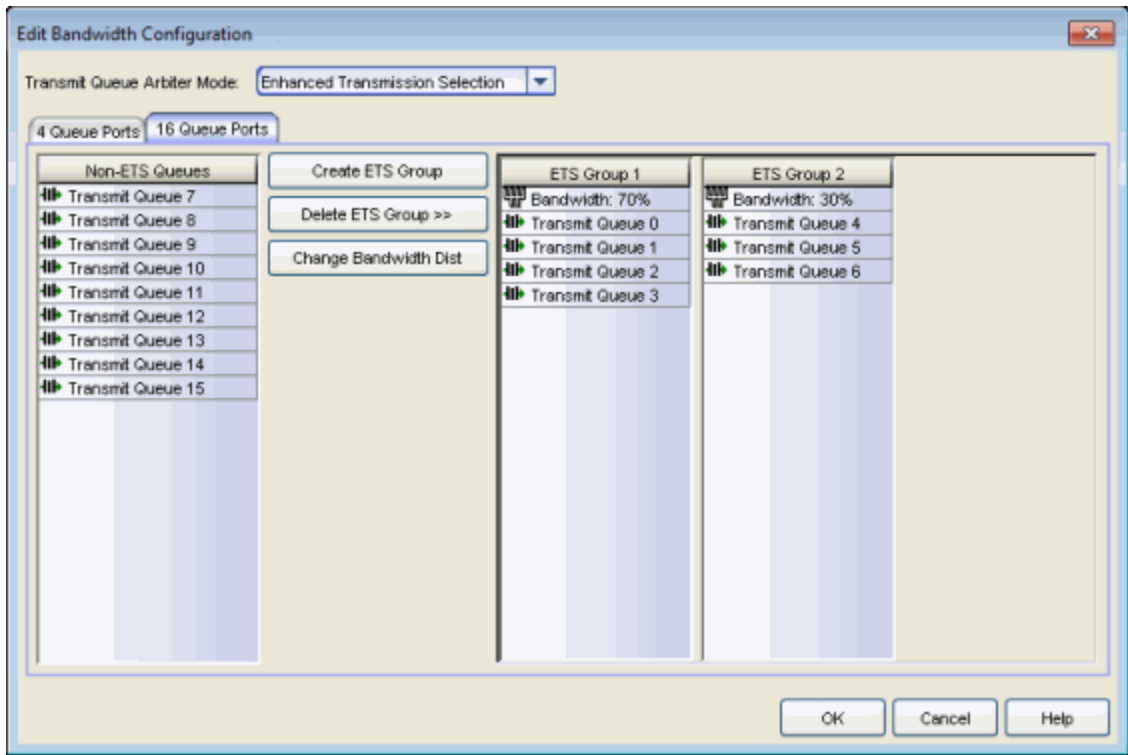 Edit Bandwidth Configuration
Transmit Queue Arbiter Mode: Enhanced Transmission Selection
4 Queue Ports 16 Queue Ports
Non-ETS Queues
Transmit Queue 7
Transmit Queue 8
Transmit Queue 9
Transmit Queue 10
Transmit Queue 11
Transmit Queue 12
Transmit Queue 13
Transmit Queue 14
Transmit Queue 15
Create ETS Group
Delete ETS Group >>
Change Bandwidth Dist
ETS Group 1
Bandwidth: 70%
Transmit Queue 0
Transmit Queue 1
Transmit Queue 2
Transmit Queue 3
ETS Group 2
Bandwidth: 30%
Transmit Queue 4
Transmit Queue 5
Transmit Queue 6
OK Cancel Help